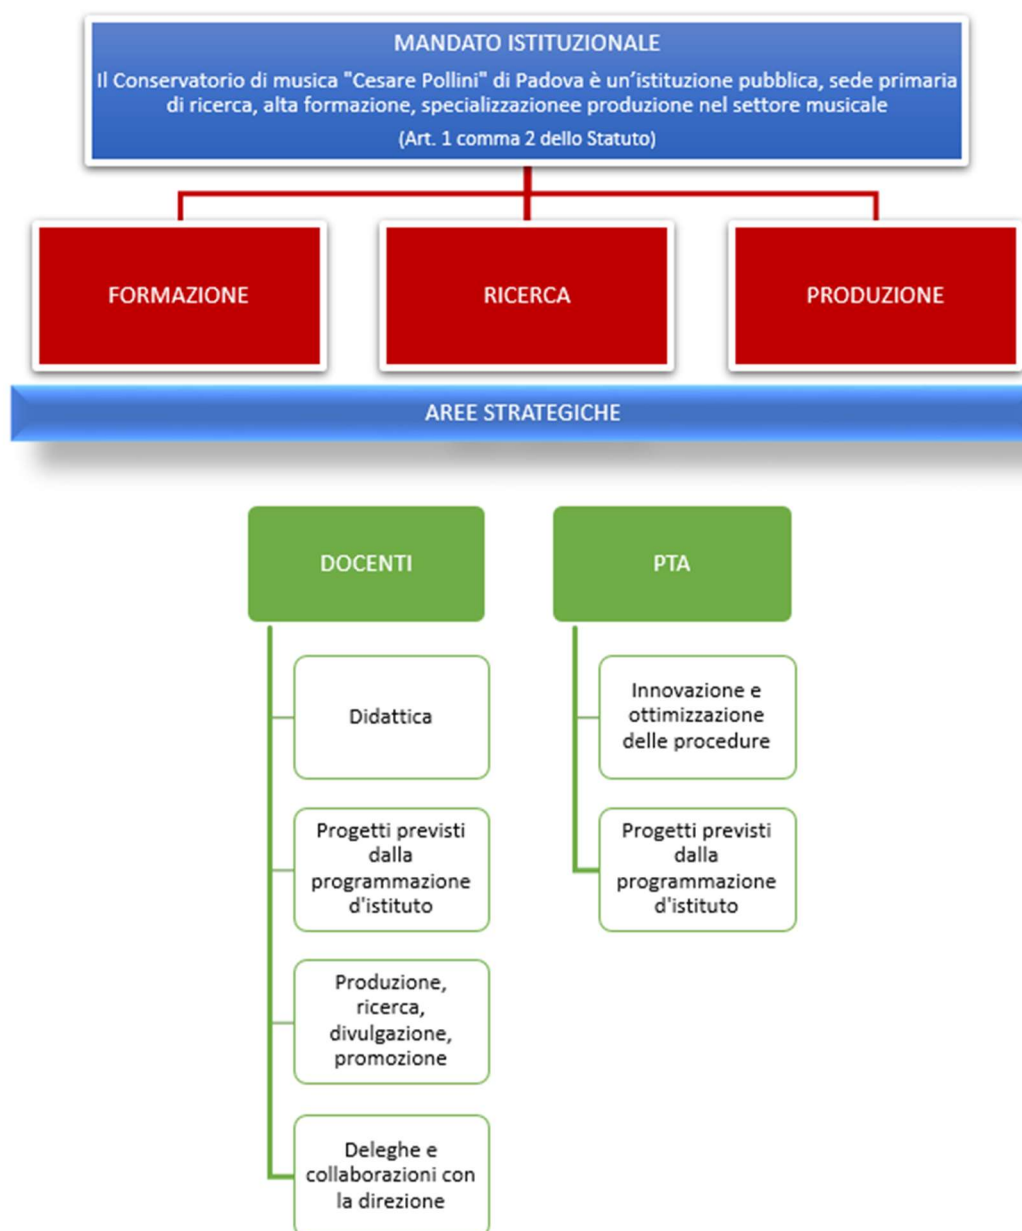 MANDATO ISTITUZIONALE
Il Conservatorio di musica "Cesare Pollini" di Padova è un'istituzione pubblica, sede primaria
di ricerca, alta formazione, specializzazionee produzione nel settore musicale
(Art. 1 comma 2 dello Statuto)
FORMAZIONE
RICERCA
PRODUZIONE
AREE STRATEGICHE
DOCENTI
Didattica
Progetti previsti
dalla
programmazione
d'istituto
Produzione,
ricerca,
divulgazione,
promozione
Deleghe e
collaborazioni con
la direzione
PTA
Innovazione e
ottimizzazione
delle procedure
Progetti previsti
dalla
programmazione
d'istituto